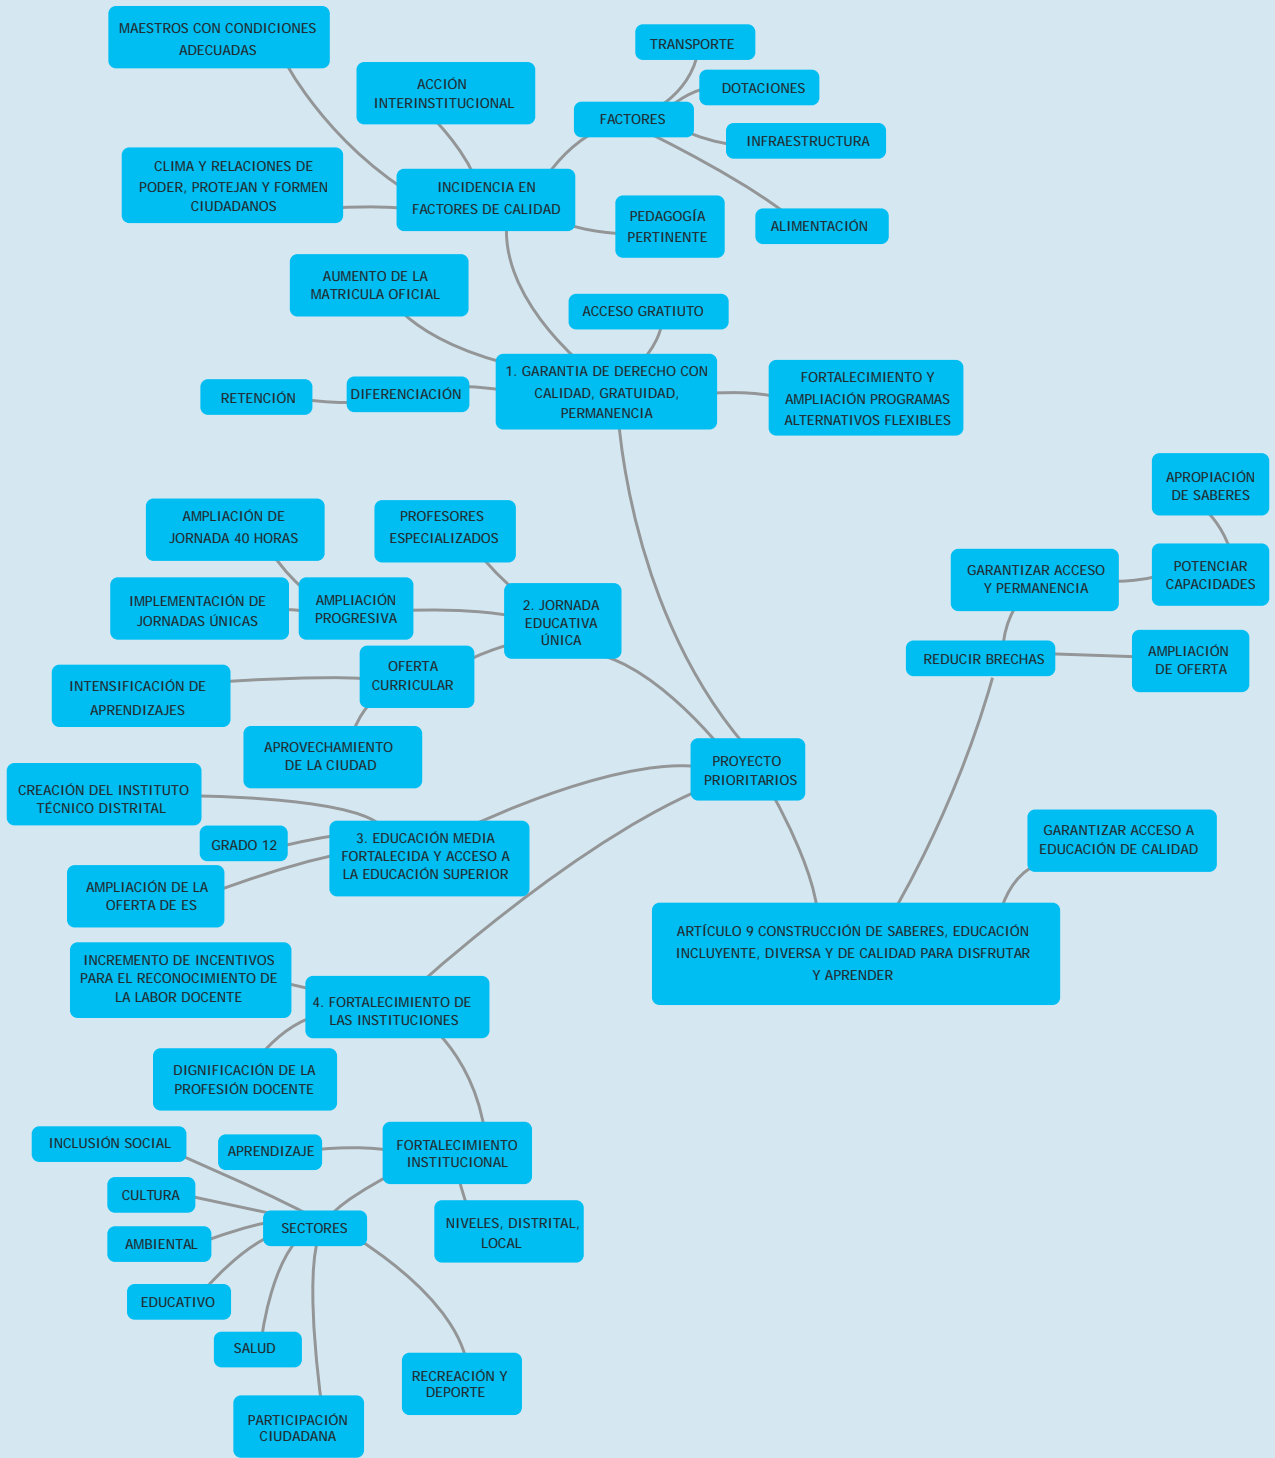 MAESTROS CON CONDICIONES
ADECUADAS
TRANSPORTE
ACCIÓN
INTERINSTITUCIONAL
DOTACIONES
FACTORES
INFRAESTRUCTURA
CLIMA Y RELACIONES DE
PODER, PROTEJAN Y FORMEN
CIUDADANOS
INCIDENCIA EN
FACTORES DE CALIDAD
PEDAGOGÍA
PERTINENTE
ALIMENTACIÓN
AUMENTO DE LA
MATRICULA OFICIAL
ACCESO GRATIUTO
1. GARANTIA DE DERECHO CON
CALIDAD, GRATUIDAD,
PERMANENCIA
FORTALECIMIENTO Y
AMPLIACIÓN PROGRAMAS
ALTERNATIVOS FLEXIBLES
RETENCIÓN
DIFERENCIACIÓN
APROPIACIÓN
DE SABERES
AMPLIACIÓN DE
JORNADA 40 HORAS
PROFESORES
ESPECIALIZADOS
GARANTIZAR ACCESO
Y PERMANENCIA
POTENCIAR
CAPACIDADES
IMPLEMENTACIÓN DE
JORNADAS ÚNICAS
AMPLIACIÓN
PROGRESIVA
2. JORNADA
EDUCATIVA
ÚNICA
REDUCIR BRECHAS
AMPLIACIÓN
DE OFERTA
OFERTA
CURRICULAR
INTENSIFICACIÓN DE
APRENDIZAJES
APROVECHAMIENTO
DE LA CIUDAD
PROYECTO
PRIORITARIOS
CREACIÓN DEL INSTITUTO
TÉCNICO DISTRITAL
GRADO 12
3. EDUCACIÓN MEDIA
FORTALECIDA Y ACCESO A
LA EDUCACIÓN SUPERIOR
GARANTIZAR ACCESO A
EDUCACIÓN DE CALIDAD
AMPLIACIÓN DE LA
OFERTA DE ES
ARTÍCULO 9 CONSTRUCCIÓN DE SABERES, EDUCACIÓN
INCLUYENTE, DIVERSA Y DE CALIDAD PARA DISFRUTAR
Y APRENDER
INCREMENTO DE INCENTIVOS
PARA EL RECONOCIMIENTO DE
LA LABOR DOCENTE
4. FORTALECIMIENTO DE
LAS INSTITUCIONES
DIGNIFICACIÓN DE LA
PROFESIÓN DOCENTE
INCLUSIÓN SOCIAL
APRENDIZAJE
FORTALECIMIENTO
INSTITUCIONAL
CULTURA
SECTORES
NIVELES, DISTRITAL,
LOCAL
AMBIENTAL
EDUCATIVO
SALUD
RECREACIÓN Y
DEPORTE
PARTICIPACIÓN
CIUDADANA